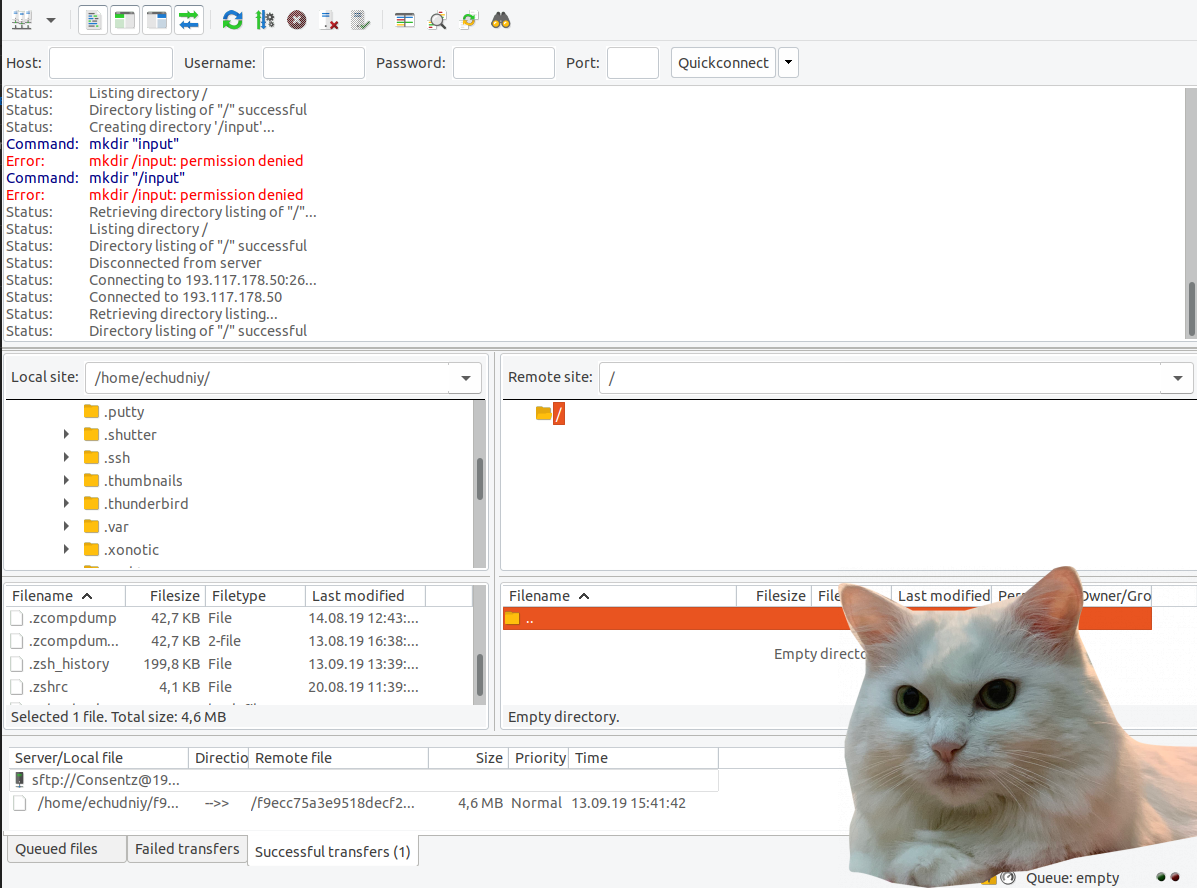 Host: Username: Password: Port: Quickconnect
Status: Listing directory /
Status: Directory listing of "/" successful
Status: Creating directory '/input'...
Command: mkdir "input"
Error: mkdir /input: permission denied
Command: mkdir "/input"
Error: mkdir /input: permission denied
Status: Retrieving directory listing of "/"...
Status: Listing directory /
Status: Directory listing of "/" successful
Status: Disconnected from server
Status: Connecting to 193.117.178.50:26...
Status: Connected to 193.117.178.50
Status: Retrieving directory listing...
Status: Directory listing of "/" successful
Local site: /home/echudniy/
.putty
.shutter
.ssh
.thumbnails
.thunderbird
.var
.xonotic
Filename Filesize Filetype Last modified
.zcompdump 42,7 KB File 14.08.19 12:43:...
.zcompdum... 42,7 KB 2-file 13.08.19 16:38:...
.zsh_history 199,8 KB File 13.09.19 13:39:...
.zshrc 4,1 KB File 20.08.19 11:39:...
Selected 1 file. Total size: 4,6 MB
Remote site: /
/
Filename Filesize File Last modified Per Owner/Gro
..
Empty directo
Empty directory.
Server/Local file Directio Remote file Size Priority Time
sftp://Consentz@19...
/home/echudniy/f9... -->> /f9ecc75a3e9518decf2... 4,6 MB Normal 13.09.19 15:41:42
Queued files Failed transfers Successful transfers (1)
Queue: empty